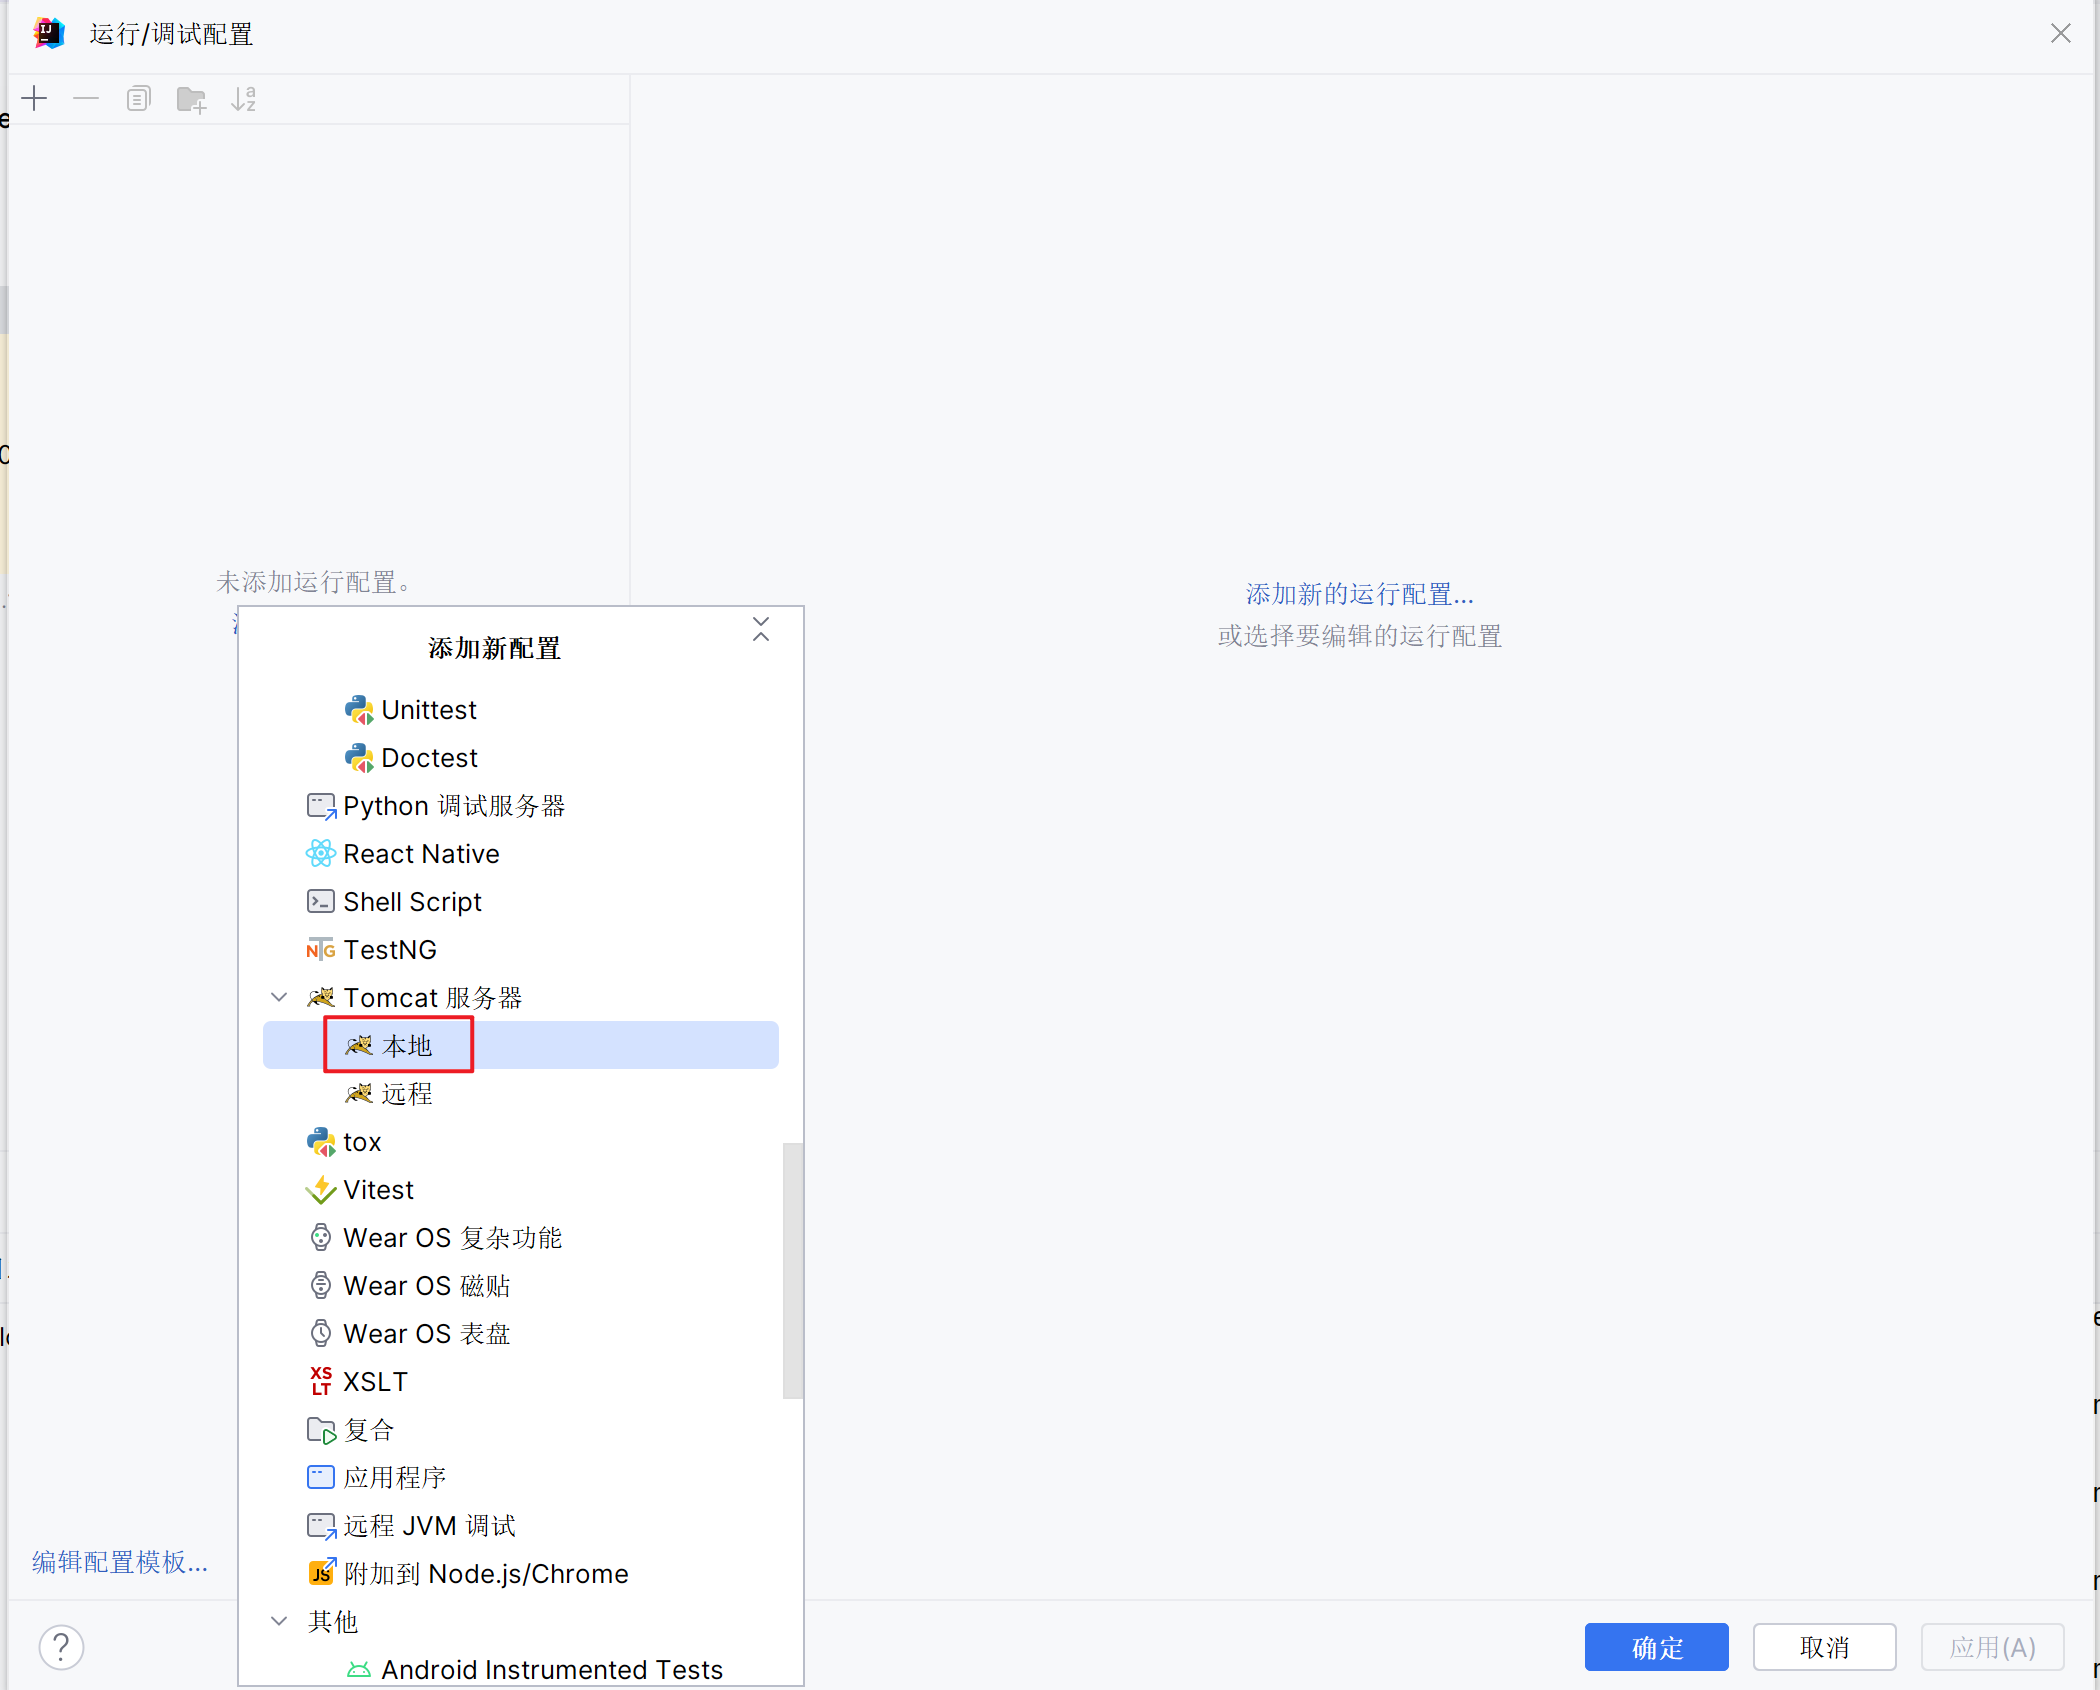 运行/调试配置
未添加运行配置。
添加新的运行配置...
或选择要编辑的运行配置
添加新配置
Unittest
Doctest
Python 调试服务器
React Native
Shell Script
TestNG
Tomcat 服务器
本地
远程
tox
Vitest
Wear OS 复杂功能
Wear OS 磁贴
Wear OS 表盘
XSLT
复合
应用程序
远程 JVM 调试
附加到 Node.js/Chrome
其他
Android Instrumented Tests
编辑配置模板...
?
确定
取消
应用(A)